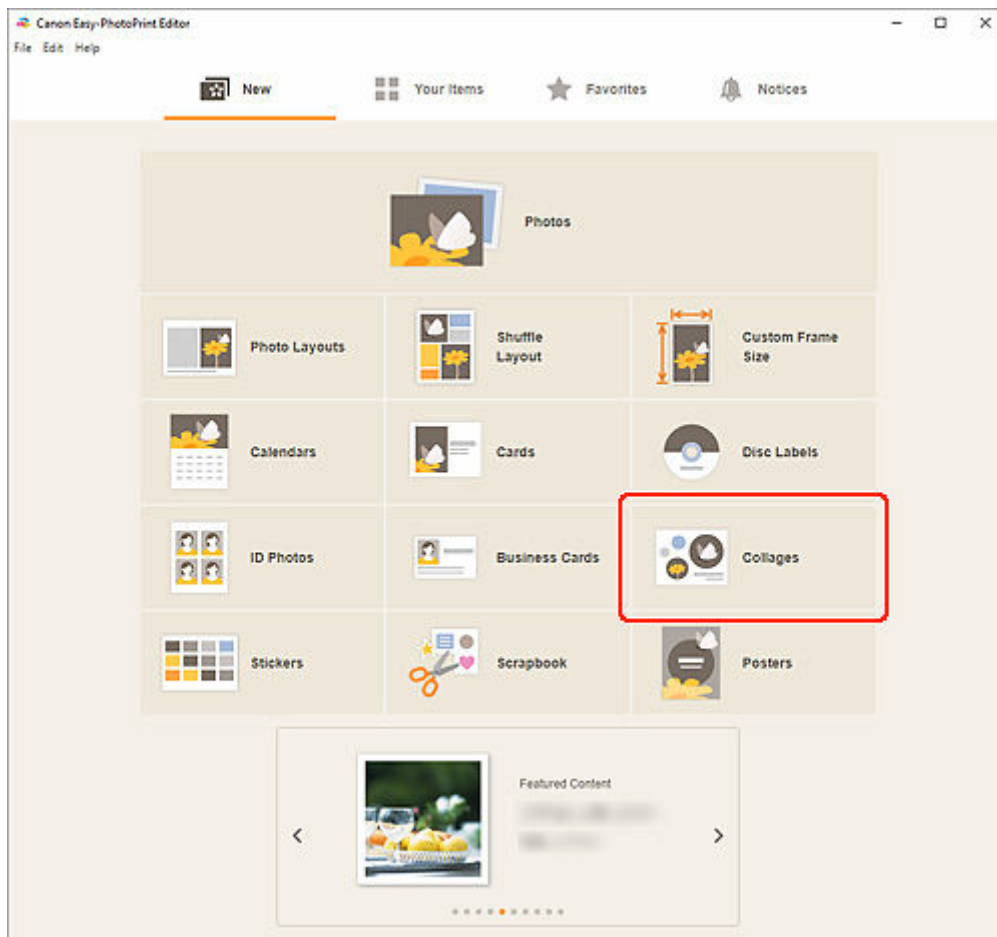 Canon Easy-PhotoPrint Editor
File Edit Help
New Your Items Favorites Notices
Photos
Photo Layouts
Shuffle
Layout
Custom Frame
Size
Calendars
Cards
Disc Labels
ID Photos
Business Cards
Collages
Stickers
Scrapbook
Posters
Featured Content